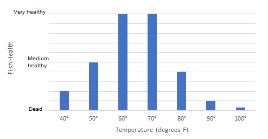 Very healthy
Medium
healthy
Dead
Fish Health
40°
50°
60°
70°
80°
90°
100°
Temperature (degrees F)